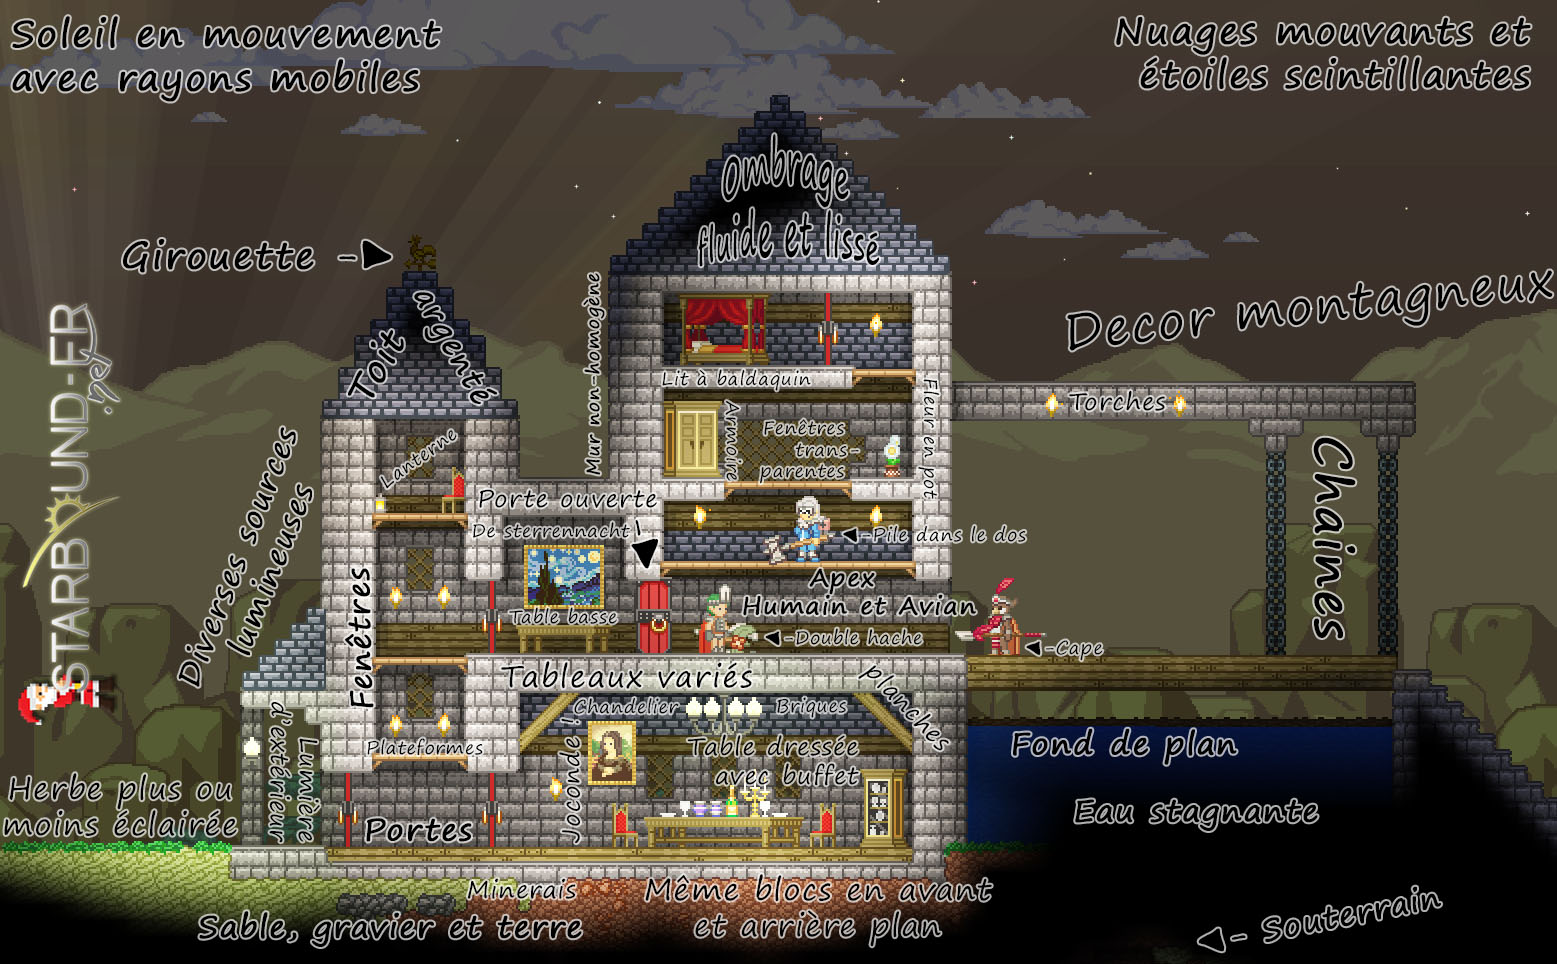 Soleil en mouvement
avec rayons mobiles
Nuages mouvants et
étoiles scintillantes
Ombrage
fluide et lissé
Girouette
Toit
argenté
Mur non-homogène
Decor montagneux
Lit à baldaquin
Torches
Fleur en pot
Armoire
Fenêtres
trans-
parentes
Lanterne
Porte ouverte
De sterrennacht
Pile dans le dos
Chaines
STARBOUND-FR
.net
Diverses sources
lumineuses
Fenêtres
Table basse
Apex
Humain et Avian
Double hache
Cape
Tableaux variés
planches
Chandelier
Briques
Plateformes
Joconde !
Table dressée
avec buffet
Fond de plan
Eau stagnante
Herbe plus ou
moins éclairée
Lumière
d'extérieur
Portes
Minerais
Sable, gravier et terre
Même blocs en avant
et arrière plan
Souterrain